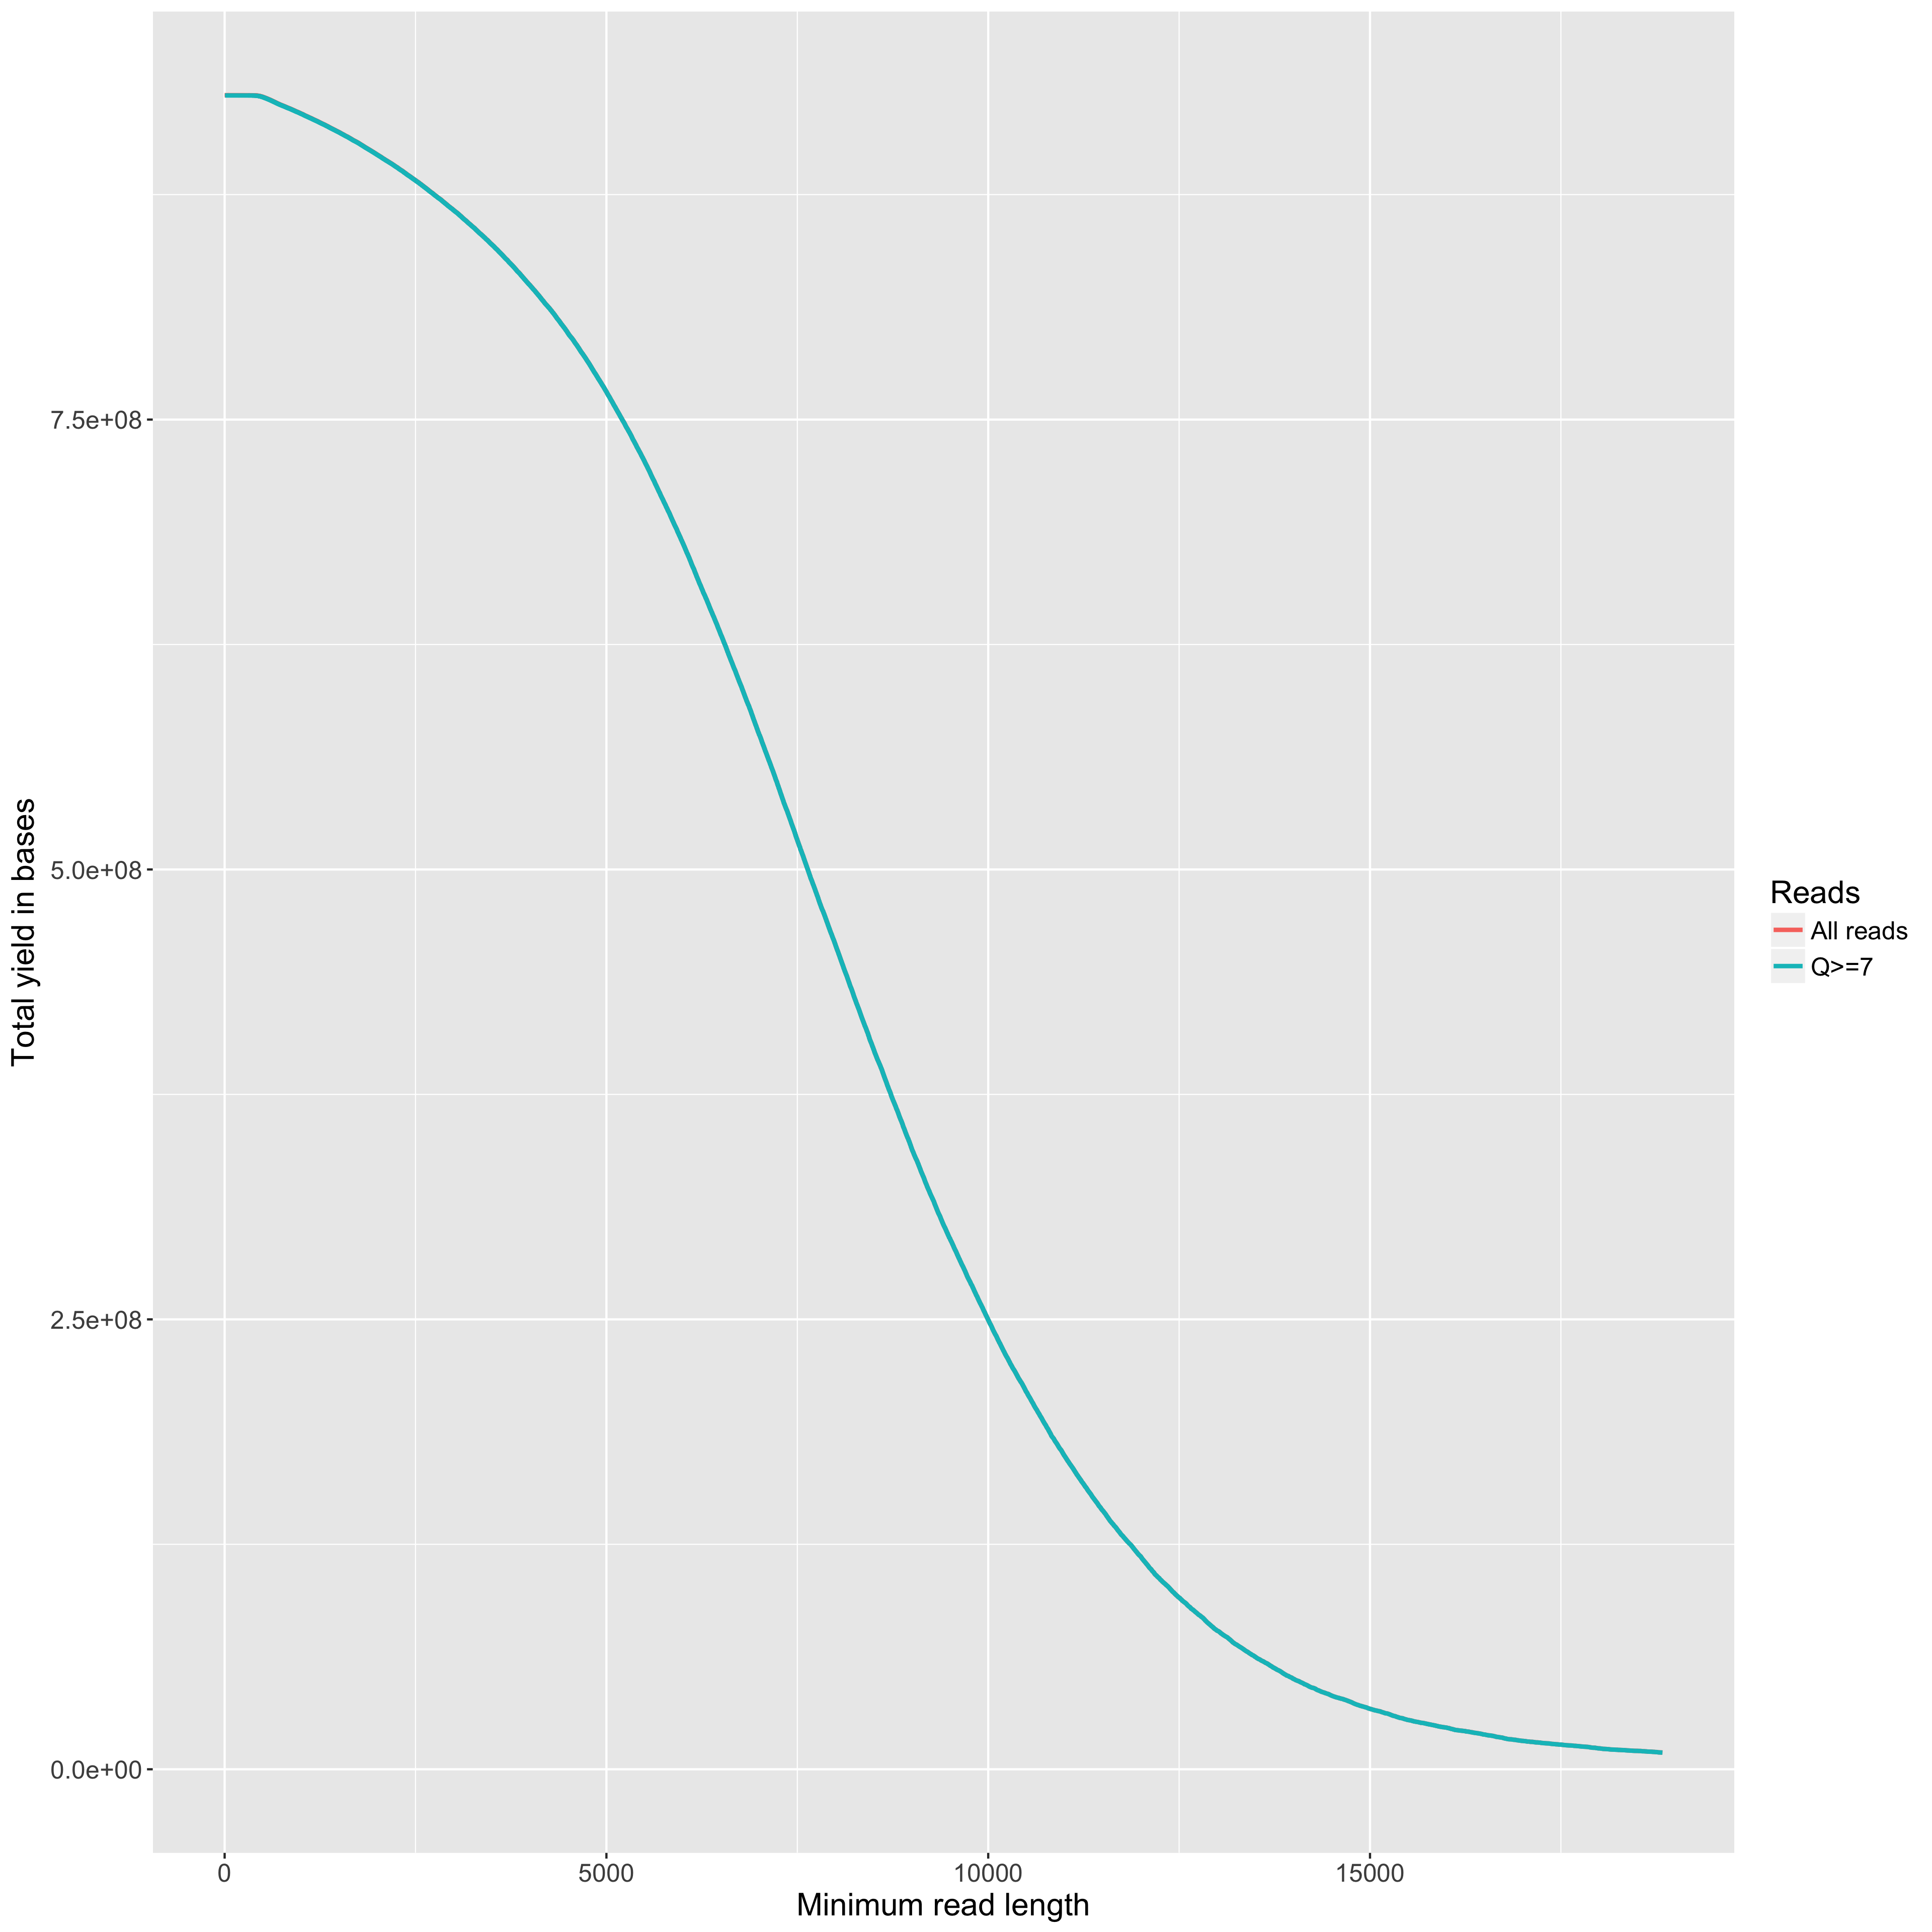 Total yield in bases
7.5e+08
5.0e+08
2.5e+08
0.0e+00
0 5000 10000 15000
Minimum read length
Reads
All reads
Q>=7